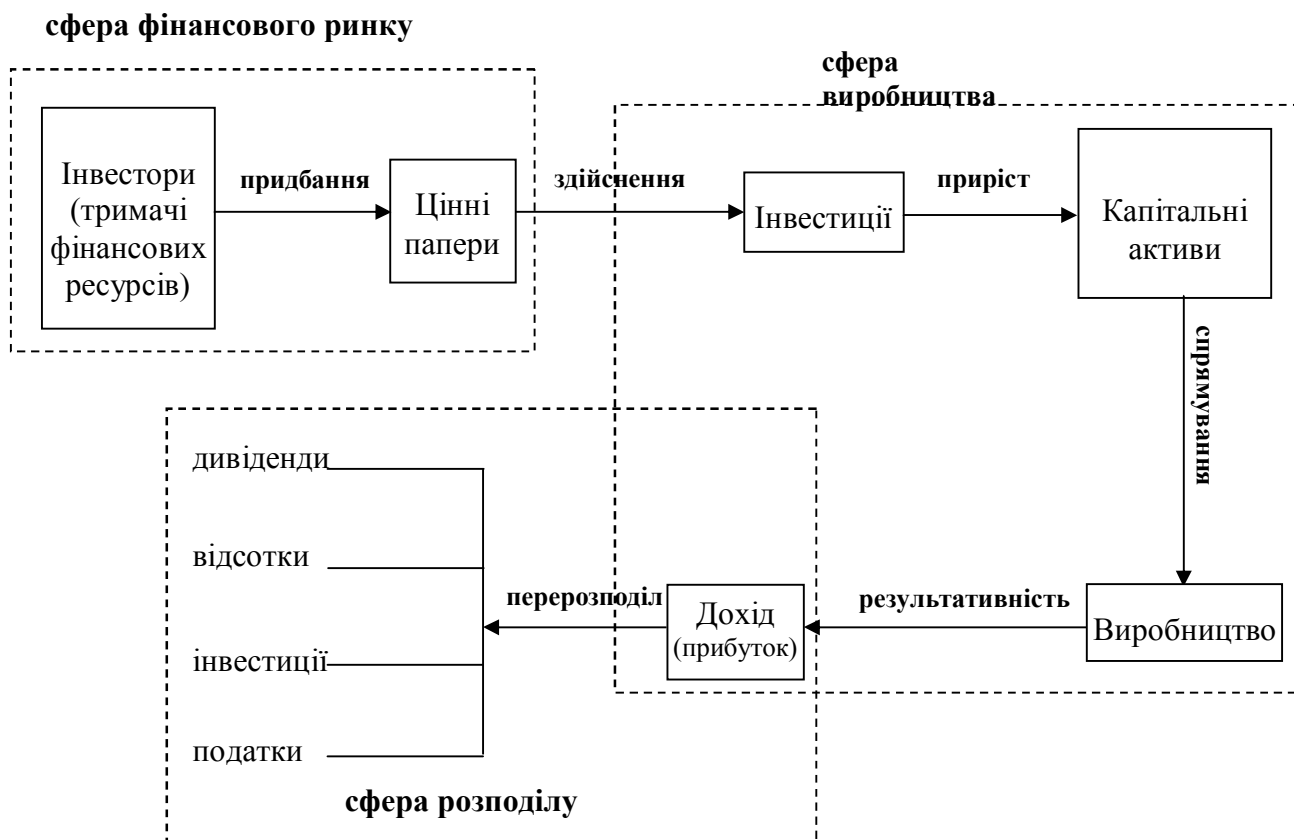 сфера фінансового ринку
сфера
виробництва
Інвестори
(тримачі
фінансових
ресурсів)
придбання
Цінні
папери
здійснення
Інвестиції
приріст
Капітальні
активи
спрямування
дивіденди
відсотки
інвестиції
податки
перерозподіл
Дохід
(прибуток)
результативність
Виробництво
сфера розподілу